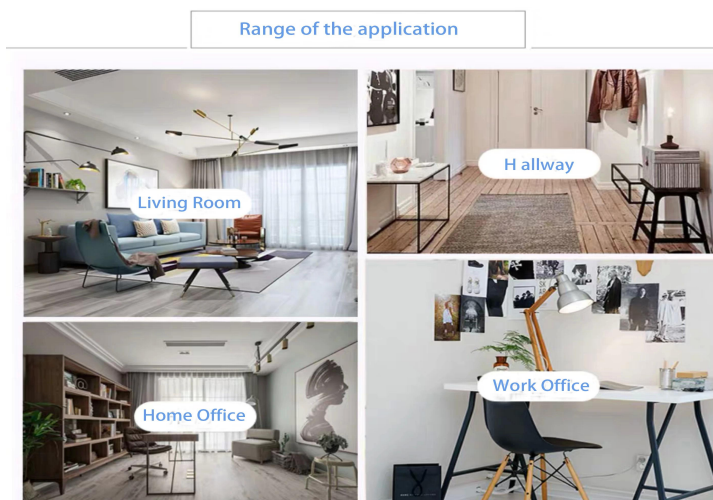 Range of the application
Living Room
H allway
Home Office
Work Office